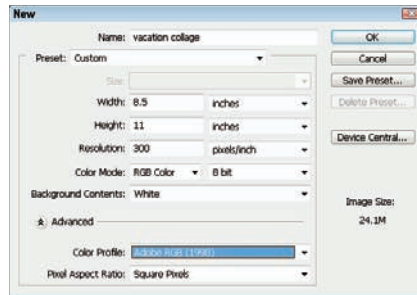 New
Name: vacation collage
OK
Preset: Custom
Cancel
Size:
Save Preset...
Width: 8.5 inches
Delete Preset...
Height: 11 inches
Resolution: 300 pixels/inch
Device Central...
Color Mode: RGB Color 8 bit
Background Contents: White
Image Size:
24.1M
Advanced
Color Profile: Adobe RGB (1998)
Pixel Aspect Ratio: Square Pixels